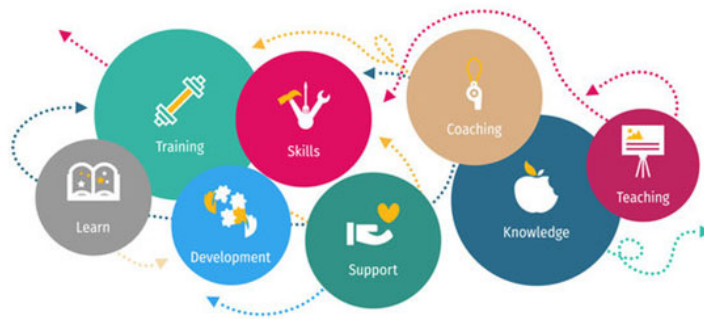 Training
Skills
Coaching
Teaching
Learn
Development
Support
Knowledge